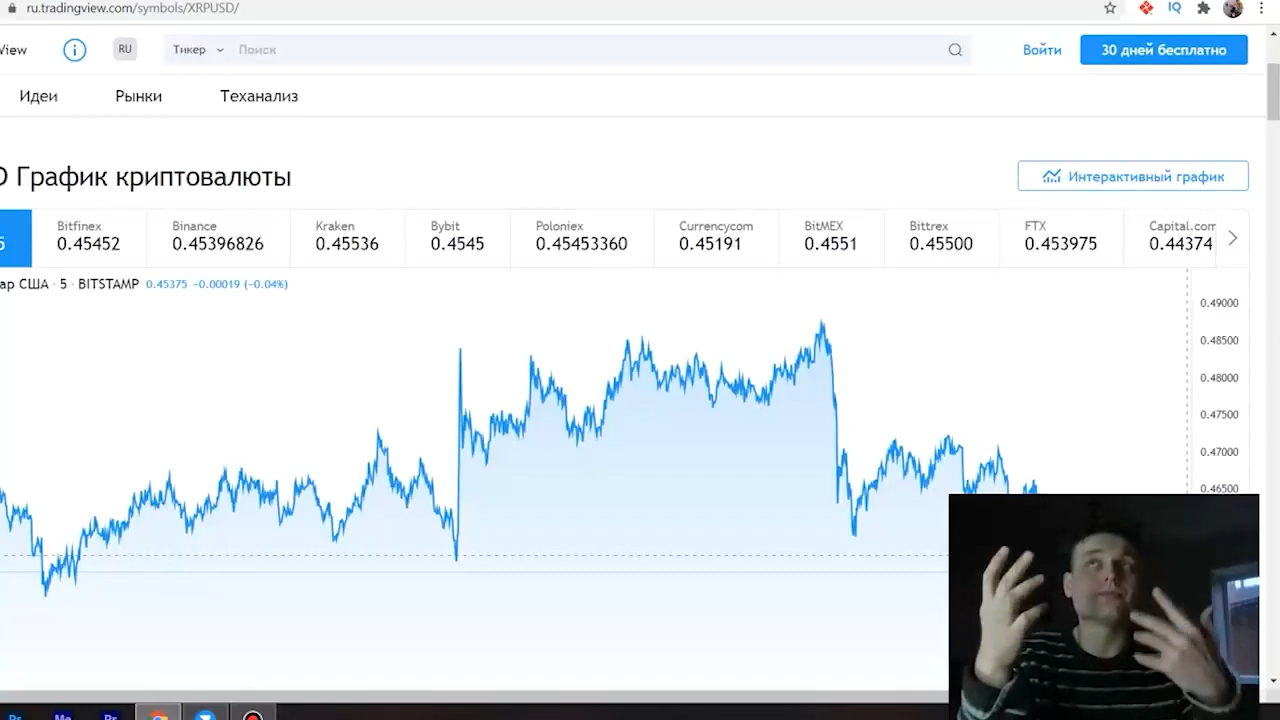 ru.tradingview.com/symbols/XRPUSD/
IQ
View
RU
Тикер
Поиск
Войти
30 дней бесплатно
Идеи
Рынки
Теханализ
График криптовалюты
Интерактивный график
Bitfinex
0.45452
Binance
0.45396826
Kraken
0.45536
Bybit
0.4545
Poloniex
0.45453360
Currencycom
0.45191
BitMEX
0.4551
Bittrex
0.45500
FTX
0.453975
Capital.com
0.44374
ар США · 5 · BITSTAMP 0.45375 −0.00019 (−0.04%)
0.49000
0.48500
0.48000
0.47500
0.47000
0.46500